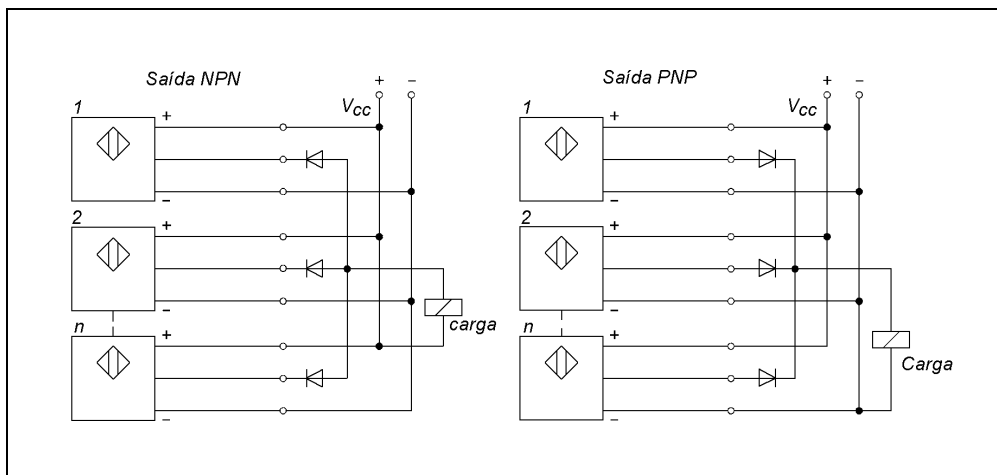 Saída NPN
+ –
Vcc
1
+
–
2
+
–
n
+
–
carga
Saída PNP
+ –
Vcc
1
+
–
2
+
–
n
+
–
Carga